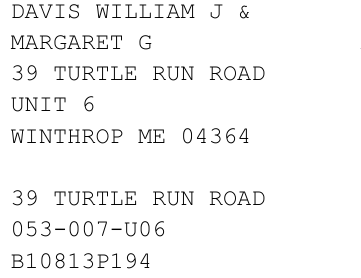 DAVIS WILLIAM J &
MARGARET G
39 TURTLE RUN ROAD
UNIT 6
WINTHROP ME 04364
39 TURTLE RUN ROAD
053-007-U06
B10813P194